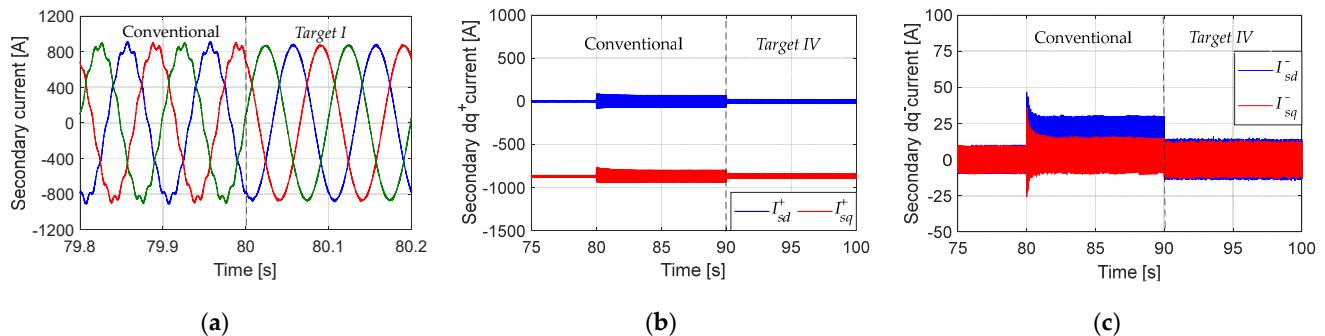 Conventional Target I
Secondary current [A]
1200
800
400
0
-400
-800
-1200
79.8 79.9 80 80.1 80.2
Time [s]
(a)
Conventional Target IV
Secondary dq+current [A]
1000
500
0
-500
-1000
-1500
I+sd I+sq
75 80 85 90 95 100
Time [s]
(b)
Conventional Target IV
Secondary dq-current [A]
100
75
50
25
0
-25
-50
I-sd
I-sq
75 80 85 90 95 100
Time [s]
(c)